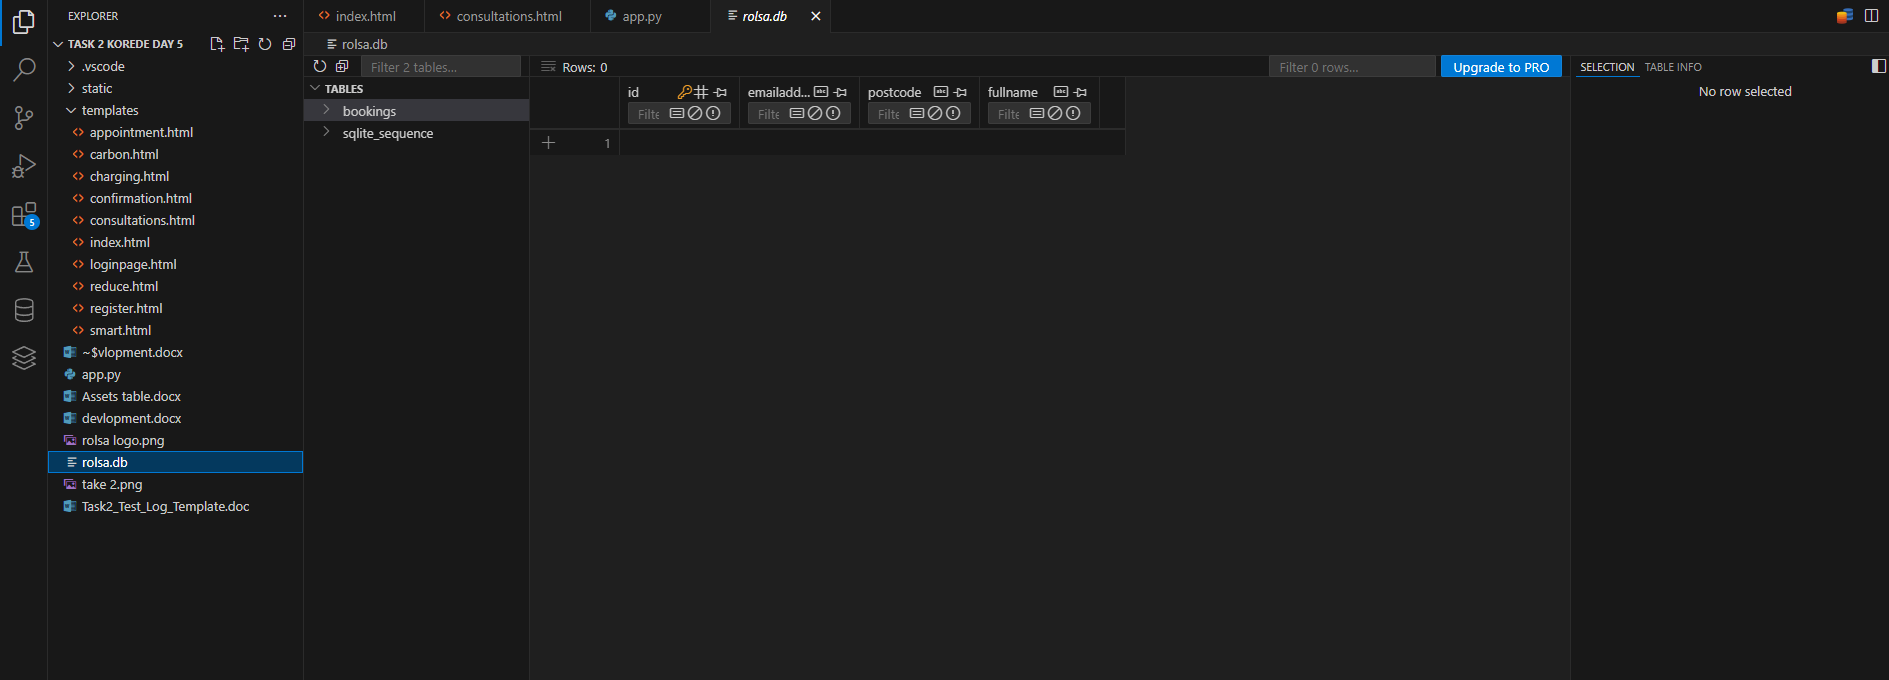 EXPLORER
TASK 2 KOREDE DAY 5
.vscode
static
templates
appointment.html
carbon.html
charging.html
confirmation.html
consultations.html
index.html
loginpage.html
reduce.html
register.html
smart.html
~$vlopment.docx
app.py
Assets table.docx
devlopment.docx
rolsa logo.png
rolsa.db
take 2.png
Task2_Test_Log_Template.doc
5
index.html
consultations.html
app.py
rolsa.db
rolsa.db
Filter 2 tables...
TABLES
bookings
sqlite_sequence
Rows: 0
Filter 0 rows...
Upgrade to PRO
id
emailadd...
postcode
fullname
Filte
Filte
Filte
Filte
1
SELECTION
TABLE INFO
No row selected